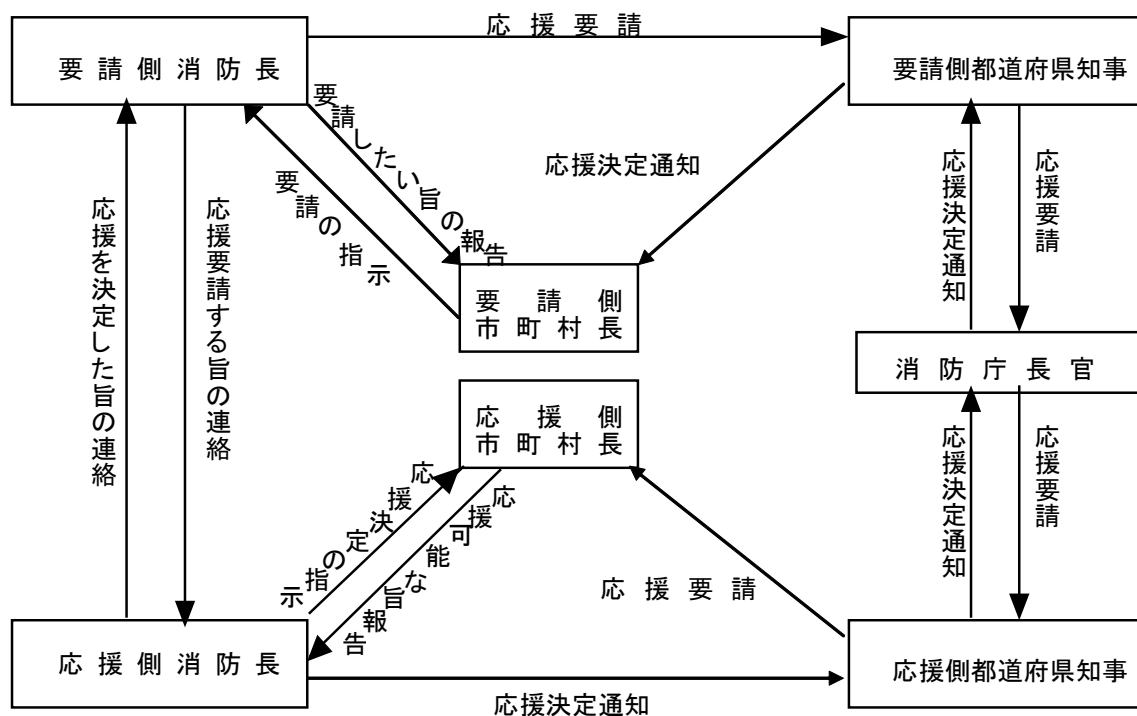 応援要請
要請側消防長
要請側都道府県知事
要請したい旨の報告
要請の指示
応援決定通知
応援決定通知
応援要請
応援を決定した旨の連絡
応援要請する旨の連絡
要請側
市町村長
消防庁長官
応援側
市町村長
応援決定の指示
応援可能な旨報告
応援要請
応援決定通知
応援要請
応援側消防長
応援側都道府県知事
応援決定通知